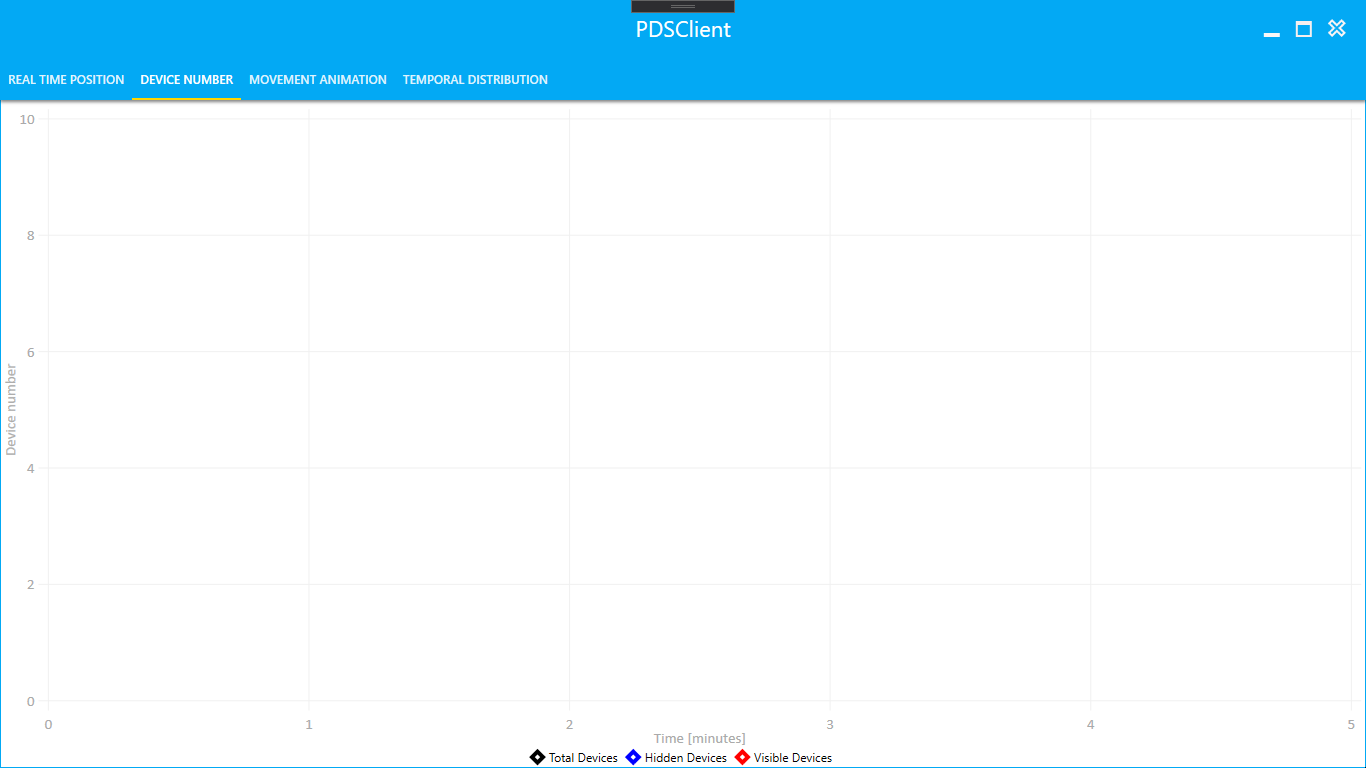 PDSClient
REAL TIME POSITION DEVICE NUMBER MOVEMENT ANIMATION TEMPORAL DISTRIBUTION
10
8
6
Device number
4
2
0
0 1 2 3 4 5
Time [minutes]
Total Devices Hidden Devices Visible Devices